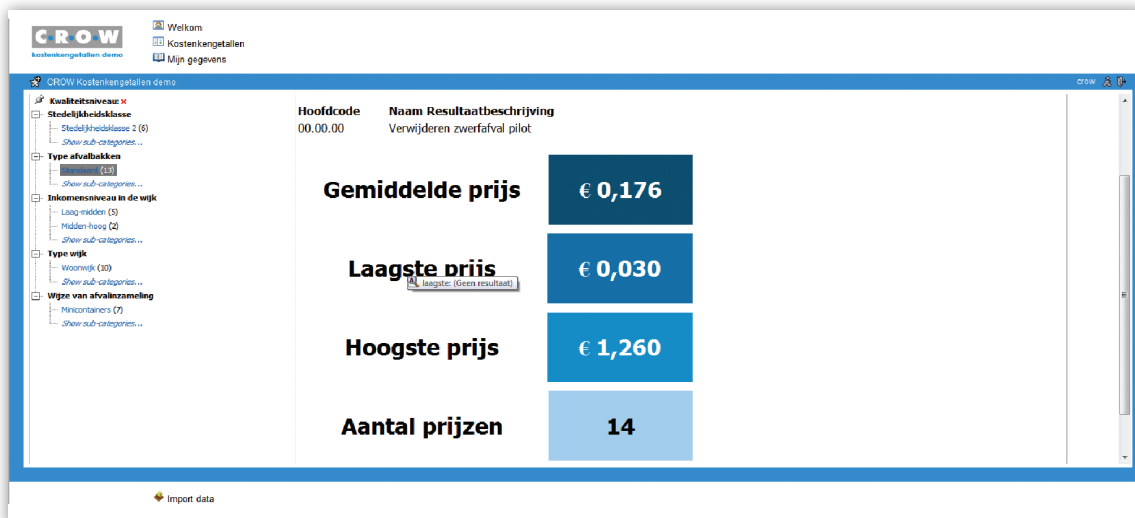 C·R·O·W
kostenkengetallen demo
Welkom
Kostenkengetallen
Mijn gegevens
CROW Kostenkengetallen demo
crow
Kwaliteitsniveau: x
Stedelijkheidsklasse
Stedelijkheidsklasse 2 (6)
Show sub-categories...
Type afvalbakken
Standaard (13)
Show sub-categories...
Inkomensniveau in de wijk
Laag-midden (5)
Midden-hoog (2)
Show sub-categories...
Type wijk
Woonwijk (10)
Show sub-categories...
Wijze van afvalinzameling
Minicontainers (7)
Show sub-categories...
Hoofdcode Naam Resultaatbeschrijving
00.00.00 Verwijderen zwerfafval pilot
Gemiddelde prijs € 0,176
Laagste prijs € 0,030
laagste: (Geen resultaat)
Hoogste prijs € 1,260
Aantal prijzen 14
Import data